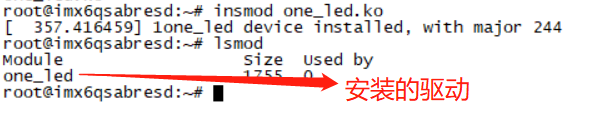 root@imx6qsabresd:~# insmod one_led.ko
[  357.416459] 1one_led device installed, with major 244
root@imx6qsabresd:~# lsmod
Module                  Size  Used by
one_led                 1755  0
root@imx6qsabresd:~#
安装的驱动